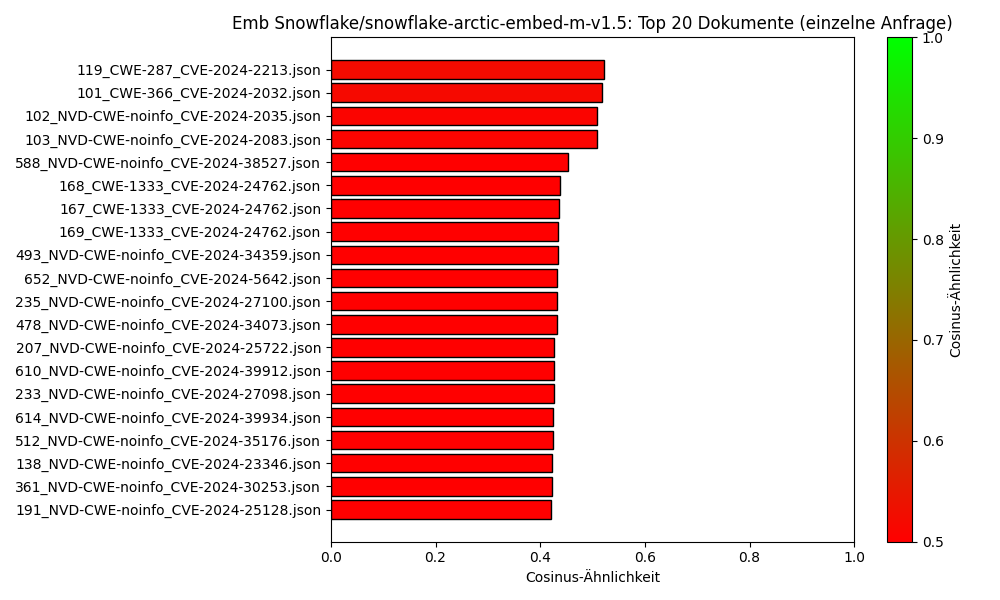 Emb Snowflake/snowflake-arctic-embed-m-v1.5: Top 20 Dokumente (einzelne Anfrage)
119_CWE-287_CVE-2024-2213.json
101_CWE-366_CVE-2024-2032.json
102_NVD-CWE-noinfo_CVE-2024-2035.json
103_NVD-CWE-noinfo_CVE-2024-2083.json
588_NVD-CWE-noinfo_CVE-2024-38527.json
168_CWE-1333_CVE-2024-24762.json
167_CWE-1333_CVE-2024-24762.json
169_CWE-1333_CVE-2024-24762.json
493_NVD-CWE-noinfo_CVE-2024-34359.json
652_NVD-CWE-noinfo_CVE-2024-5642.json
235_NVD-CWE-noinfo_CVE-2024-27100.json
478_NVD-CWE-noinfo_CVE-2024-34073.json
207_NVD-CWE-noinfo_CVE-2024-25722.json
610_NVD-CWE-noinfo_CVE-2024-39912.json
233_NVD-CWE-noinfo_CVE-2024-27098.json
614_NVD-CWE-noinfo_CVE-2024-39934.json
512_NVD-CWE-noinfo_CVE-2024-35176.json
138_NVD-CWE-noinfo_CVE-2024-23346.json
361_NVD-CWE-noinfo_CVE-2024-30253.json
191_NVD-CWE-noinfo_CVE-2024-25128.json
0.0 0.2 0.4 0.6 0.8 1.0
Cosinus-Ähnlichkeit
1.0
0.9
0.8
0.7
0.6
0.5
Cosinus-Ähnlichkeit